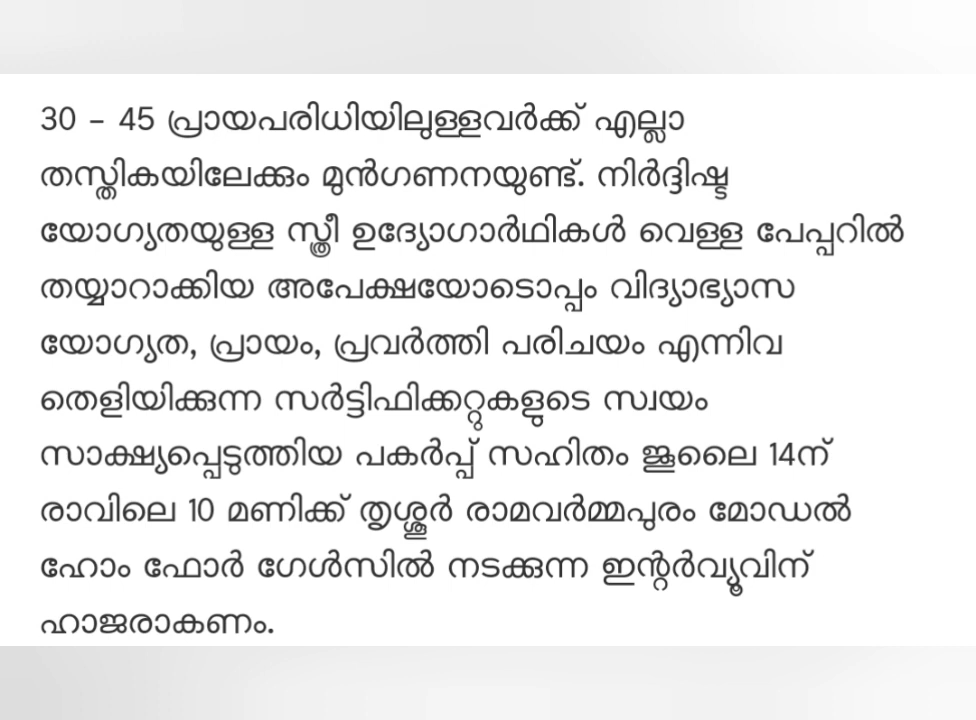 30 – 45 പ്രായപരിധിയിലുള്ളവർക്ക് എല്ലാ
തസ്തികയിലേക്കും മുൻഗണനയുണ്ട്. നിർദ്ദിഷ്ട
യോഗ്യതയുള്ള സ്ത്രീ ഉദ്യോഗാർഥികൾ വെള്ള പേപ്പറിൽ
തയ്യാറാക്കിയ അപേക്ഷയോടൊപ്പം വിദ്യാഭ്യാസ
യോഗ്യത, പ്രായം, പ്രവർത്തി പരിചയം എന്നിവ
തെളിയിക്കുന്ന സർട്ടിഫിക്കറ്റുകളുടെ സ്വയം
സാക്ഷ്യപ്പെടുത്തിയ പകർപ്പ് സഹിതം ജൂലൈ 14ന്
രാവിലെ 10 മണിക്ക് തൃശ്ശൂർ രാമവർമ്മപുരം മോഡൽ
ഹോം ഫോർ ഗേൾസിൽ നടക്കുന്ന ഇന്റർവ്യൂവിന്
ഹാജരാകണം.